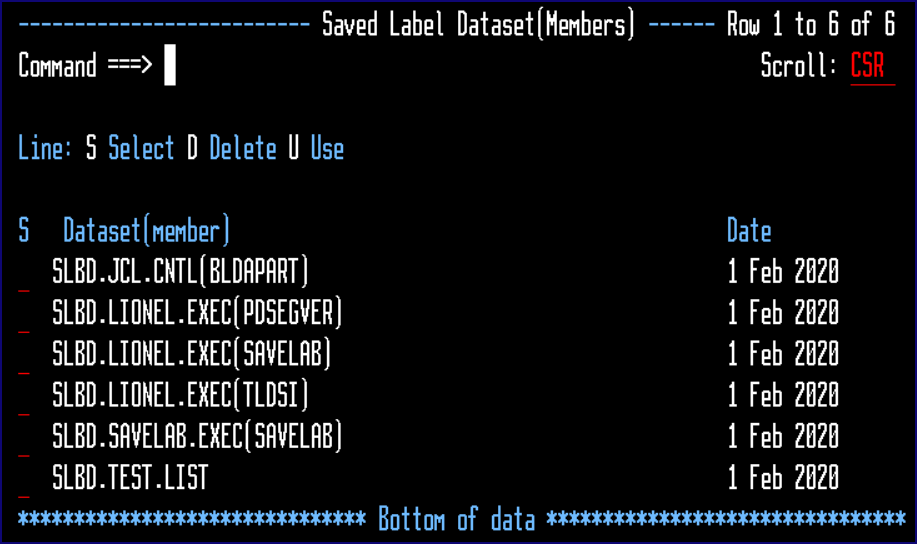 -------------------------- Saved Label Dataset(Members) ------ Row 1 to 6 of 6
Command ===> Scroll: CSR
Line: S Select D Delete U Use
S Dataset(member) Date
_ SLBD.JCL.CNTL(BLDAPART) 1 Feb 2020
_ SLBD.LIONEL.EXEC(PDSEGVER) 1 Feb 2020
_ SLBD.LIONEL.EXEC(SAVELAB) 1 Feb 2020
_ SLBD.LIONEL.EXEC(TLDSI) 1 Feb 2020
_ SLBD.SAVELAB.EXEC(SAVELAB) 1 Feb 2020
_ SLBD.TEST.LIST 1 Feb 2020
******************************* Bottom of data ********************************